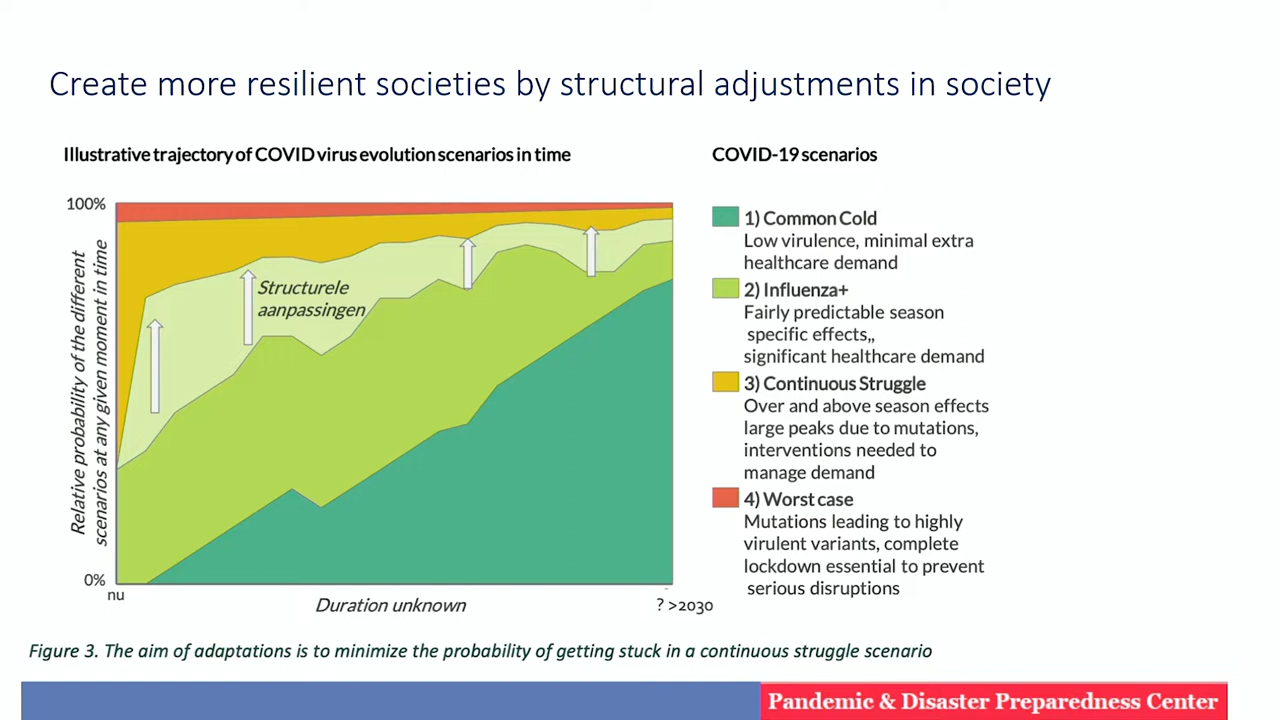 Create more resilient societies by structural adjustments in society
Illustrative trajectory of COVID virus evolution scenarios in time
Relative probability of the different
scenarios at any given moment in time
100%
0%
Structurele
aanpassingen
nu
Duration unknown
? >2030
COVID-19 scenarios
1) Common Cold
Low virulence, minimal extra
healthcare demand
2) Influenza+
Fairly predictable season
specific effects,,
significant healthcare demand
3) Continuous Struggle
Over and above season effects
large peaks due to mutations,
interventions needed to
manage demand
4) Worst case
Mutations leading to highly
virulent variants, complete
lockdown essential to prevent
serious disruptions
Figure 3. The aim of adaptations is to minimize the probability of getting stuck in a continuous struggle scenario
Pandemic & Disaster Preparedness Center